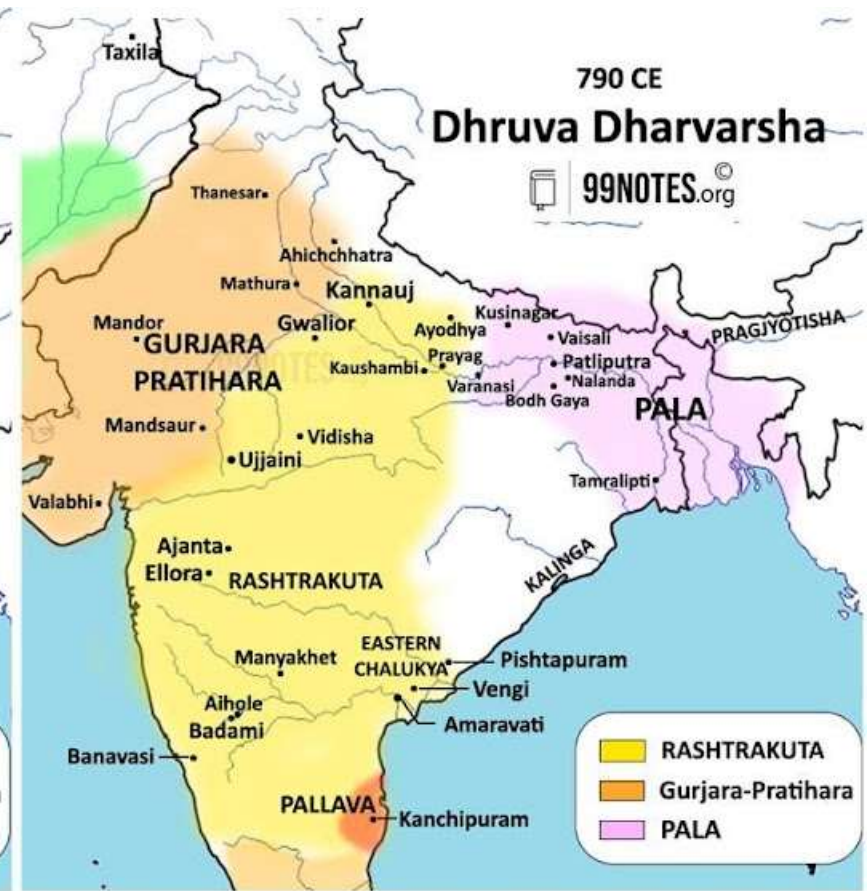 Taxila
790 CE
Dhruva Dharvarsha
99NOTES.org ©
Thanesar
Ahichchhatra
Mathura
Kannauj
Mandor
GURJARA
PRATIHARA
Gwalior
Ayodhya
Kusinagar
Vaisali
PRAGJYOTISHA
Kaushambi
Prayag
Varanasi
Patliputra
Nalanda
Bodh Gaya
PALA
Mandsaur
Vidisha
Ujjaini
Tamralipti
Valabhi
Ajanta
Ellora
RASHTRAKUTA
KALINGA
EASTERN
CHALUKYA
Manyakhet
Pishtapuram
Vengi
Aihole
Badami
Amaravati
Banavasi
PALLAVA
Kanchipuram
RASHTRAKUTA
Gurjara-Pratihara
PALA